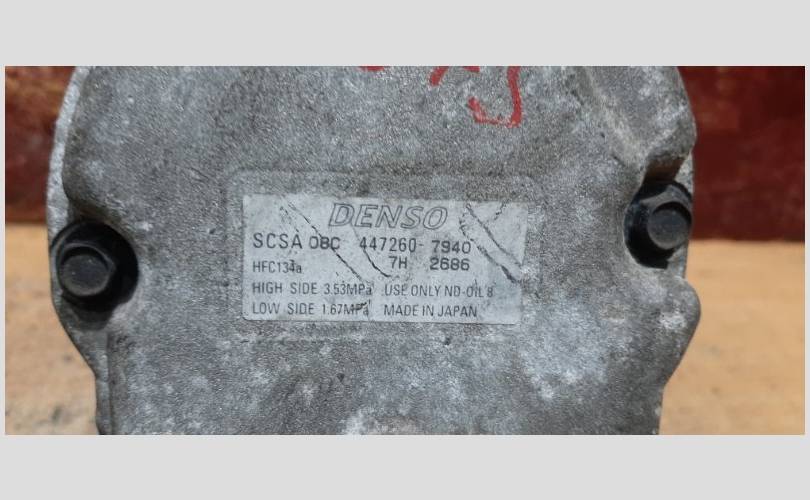 DENSO
SCSA 08C 447260-7940
HFC134a 7H 2686
HIGH SIDE 3.53MPa USE ONLY ND-OIL 8
LOW SIDE 1.67MPa MADE IN JAPAN